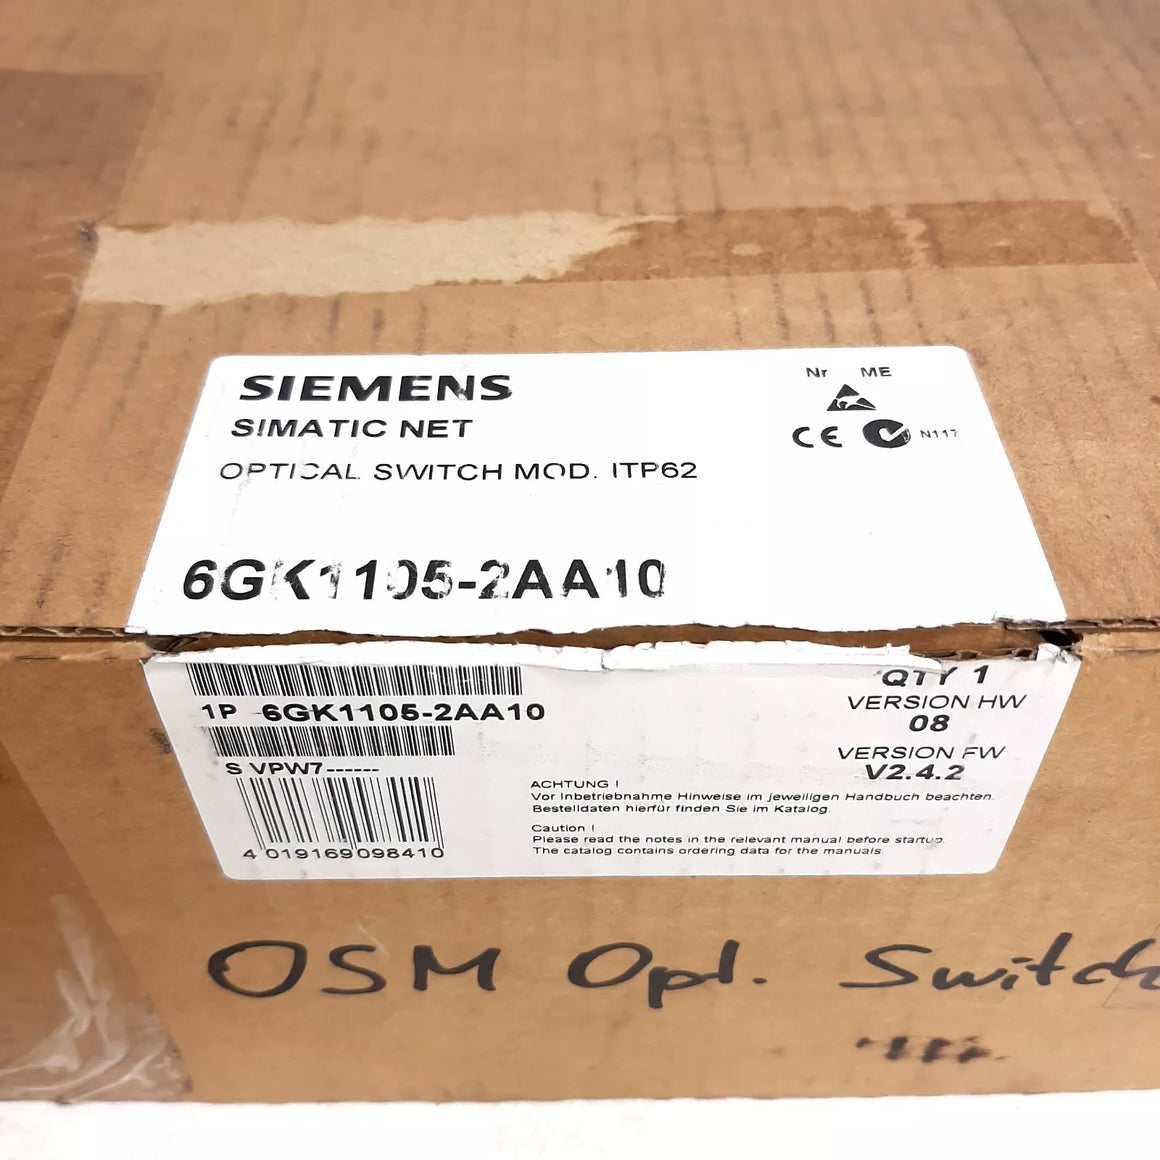 SIEMENS
SIMATIC NET
OPTICAL SWITCH MOD. ITP62
Nr ME
CE N117
6GK1105-2AA10
QTY 1
1P 6GK1105-2AA10
VERSION HW
08
VERSION FW
V2.4.2
S VPW7------
ACHTUNG !
Vor Inbetriebnahme Hinweise im jeweiligen Handbuch beachten.
Bestelldaten hierfür finden Sie im Katalog.
Caution !
Please read the notes in the relevant manual before startup.
The catalog contains ordering data for the manuals.
4 019169 098410
OSM Opt. Switch